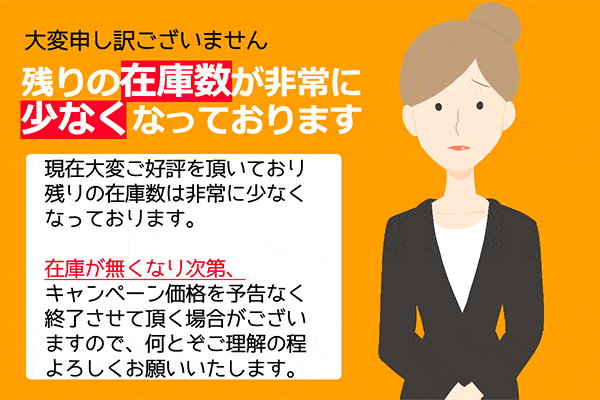 大変申し訳ございません
残りの在庫数が非常に
少なくなっております
現在大変ご好評を頂いており
残りの在庫数は非常に少なく
なっております。
在庫が無くなり次第、
キャンペーン価格を予告なく
終了させて頂く場合がござい
ますので、何とぞご理解の程
よろしくお願いいたします。